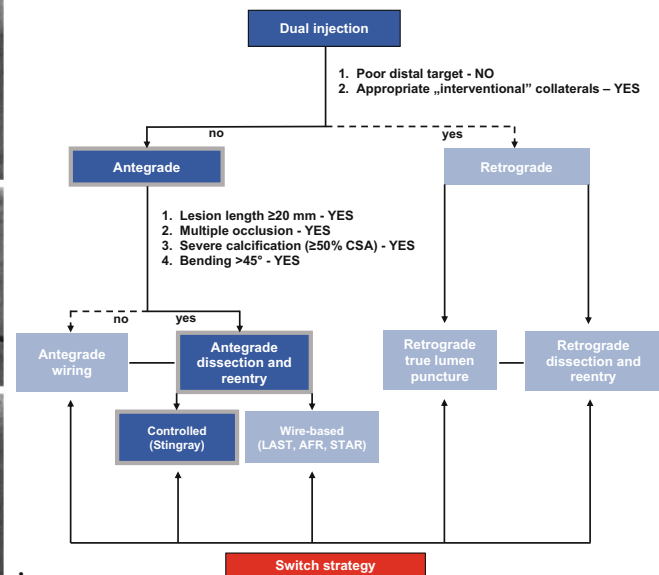 Dual injection
1. Poor distal target - NO
2. Appropriate „interventional” collaterals – YES
no
yes
Antegrade
Retrograde
1. Lesion length ≥20 mm - YES
2. Multiple occlusion - YES
3. Severe calcification (≥50% CSA) - YES
4. Bending >45° - YES
no
yes
Antegrade
wiring
Antegrade
dissection and
reentry
Retrograde
true lumen
puncture
Retrograde
dissection and
reentry
Controlled
(Stingray)
Wire-based
(LAST, AFR, STAR)
Switch strategy